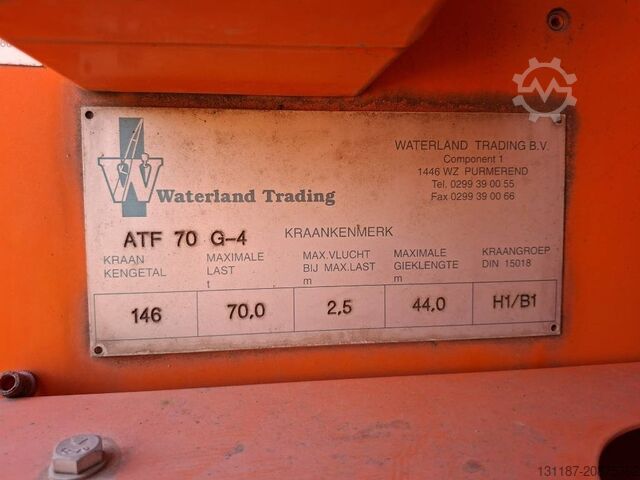 WATERLAND TRADING B.V.
Component 1
1446 WZ PURMEREND
Tel. 0299 39 00 55
Fax 0299 39 00 66
W
Waterland Trading
ATF 70 G-4 KRAANKENMERK
KRAAN KENGETAL
MAXIMALE LAST t
MAX.VLUCHT BIJ MAX.LAST m
MAXIMALE GIEKLENGTE m
KRAANGROEP DIN 15018
146 70,0 2,5 44,0 H1/B1